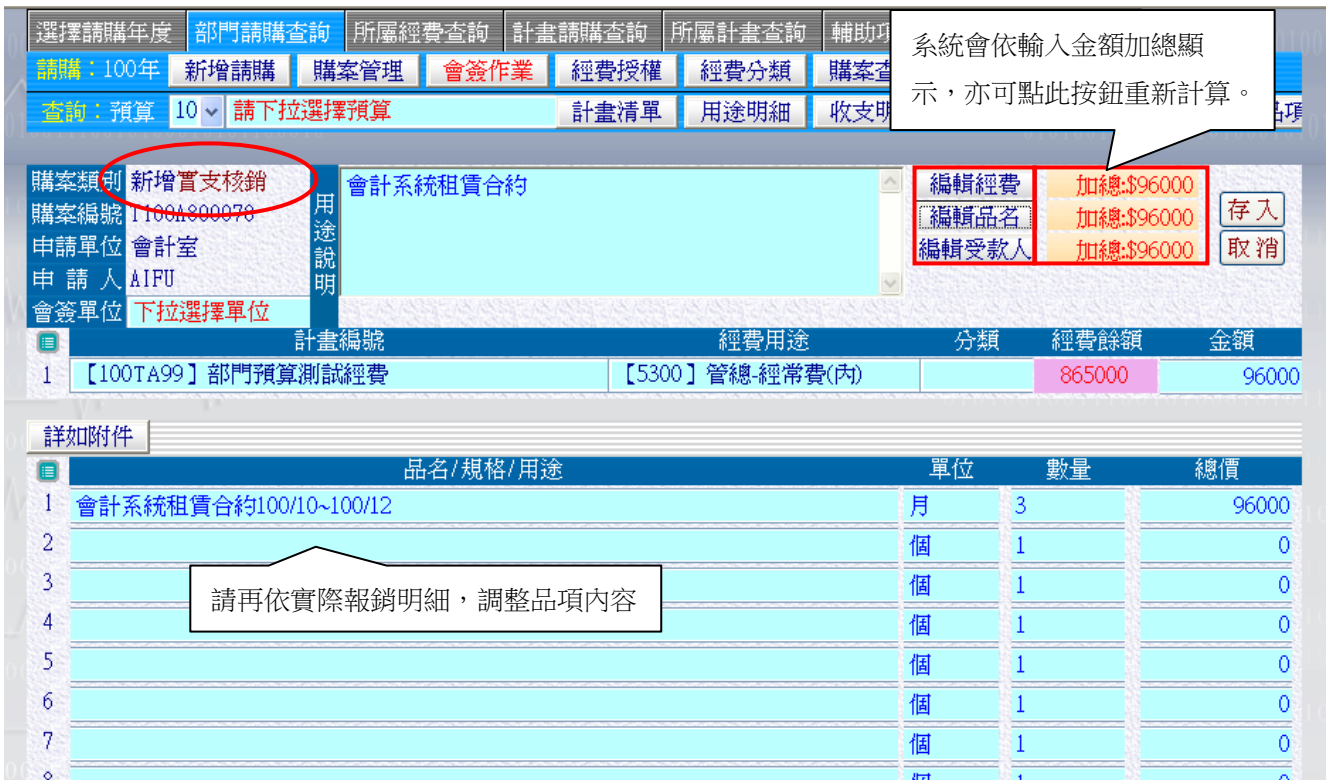 選擇請購年度 部門請購查詢 所屬經費查詢 計畫請購查詢 所屬計畫查詢 輔助
系統會依輸入金額加總顯
示，亦可點此按鈕重新計算。
請購：100年 新增請購 購案管理 會簽作業 經費授權 經費分類 購案
查詢：預算 10 請下拉選擇預算 計畫清單 用途明細 收支
購案類別 新增實支核銷
購案編號 T100A800078
申請單位 會計室
申 請 人 AIFU
會簽單位 下拉選擇單位
用途說明
會計系統租賃合約
編輯經費 加總:$96000
編輯品名 加總:$96000
編輯受款人 加總:$96000
存入
取消
計畫編號 經費用途 分類 經費餘額 金額
1 【100TA99】部門預算測試經費 【5300】管總-經常費(內) 865000 96000
詳如附件
品名/規格/用途 單位 數量 總價
1 會計系統租賃合約100/10~100/12 月 3 96000
2 個 1 0
請再依實際報銷明細，調整品項內容
3 個 1 0
4 個 1 0
5 個 1 0
6 個 1 0
7 個 1 0